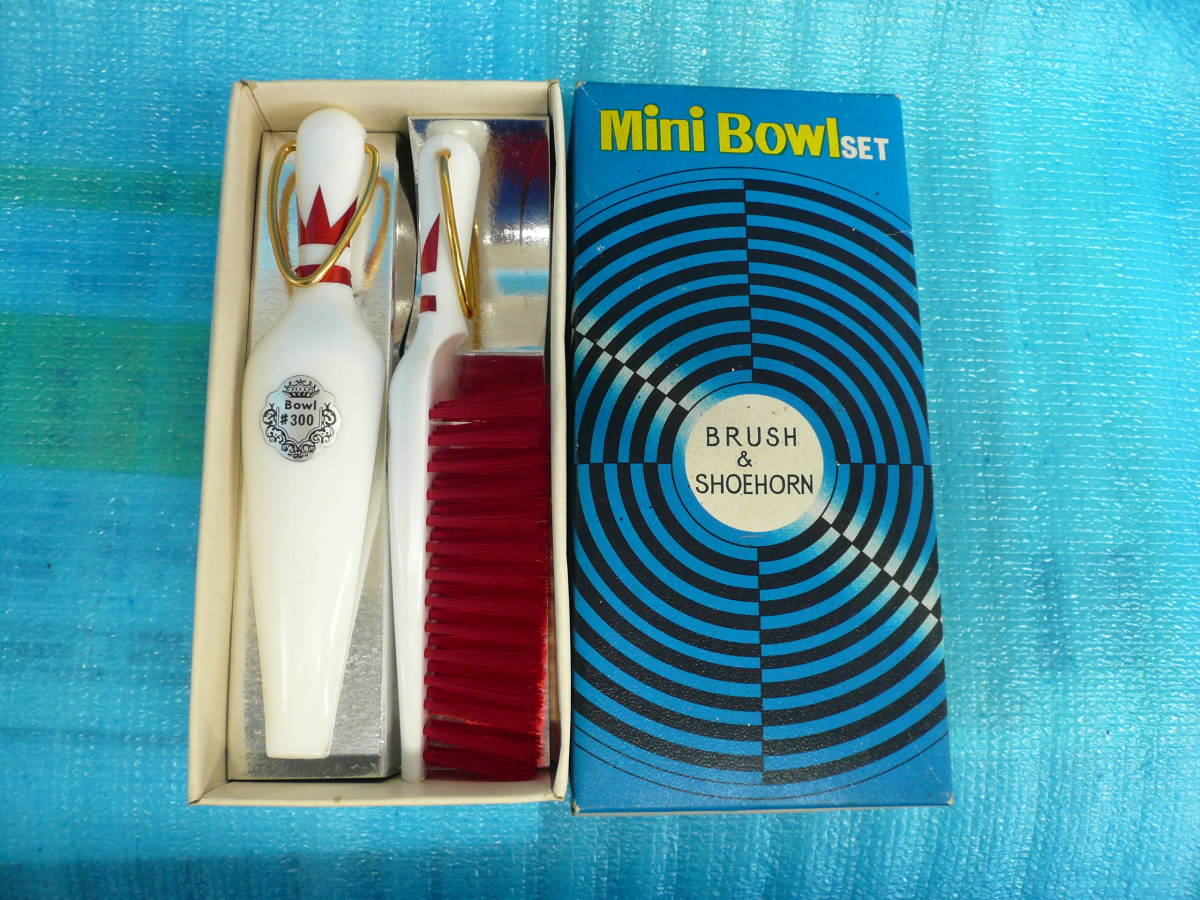 Mini Bowl SET
BRUSH
&
SHOEHORN
Bowl
#300